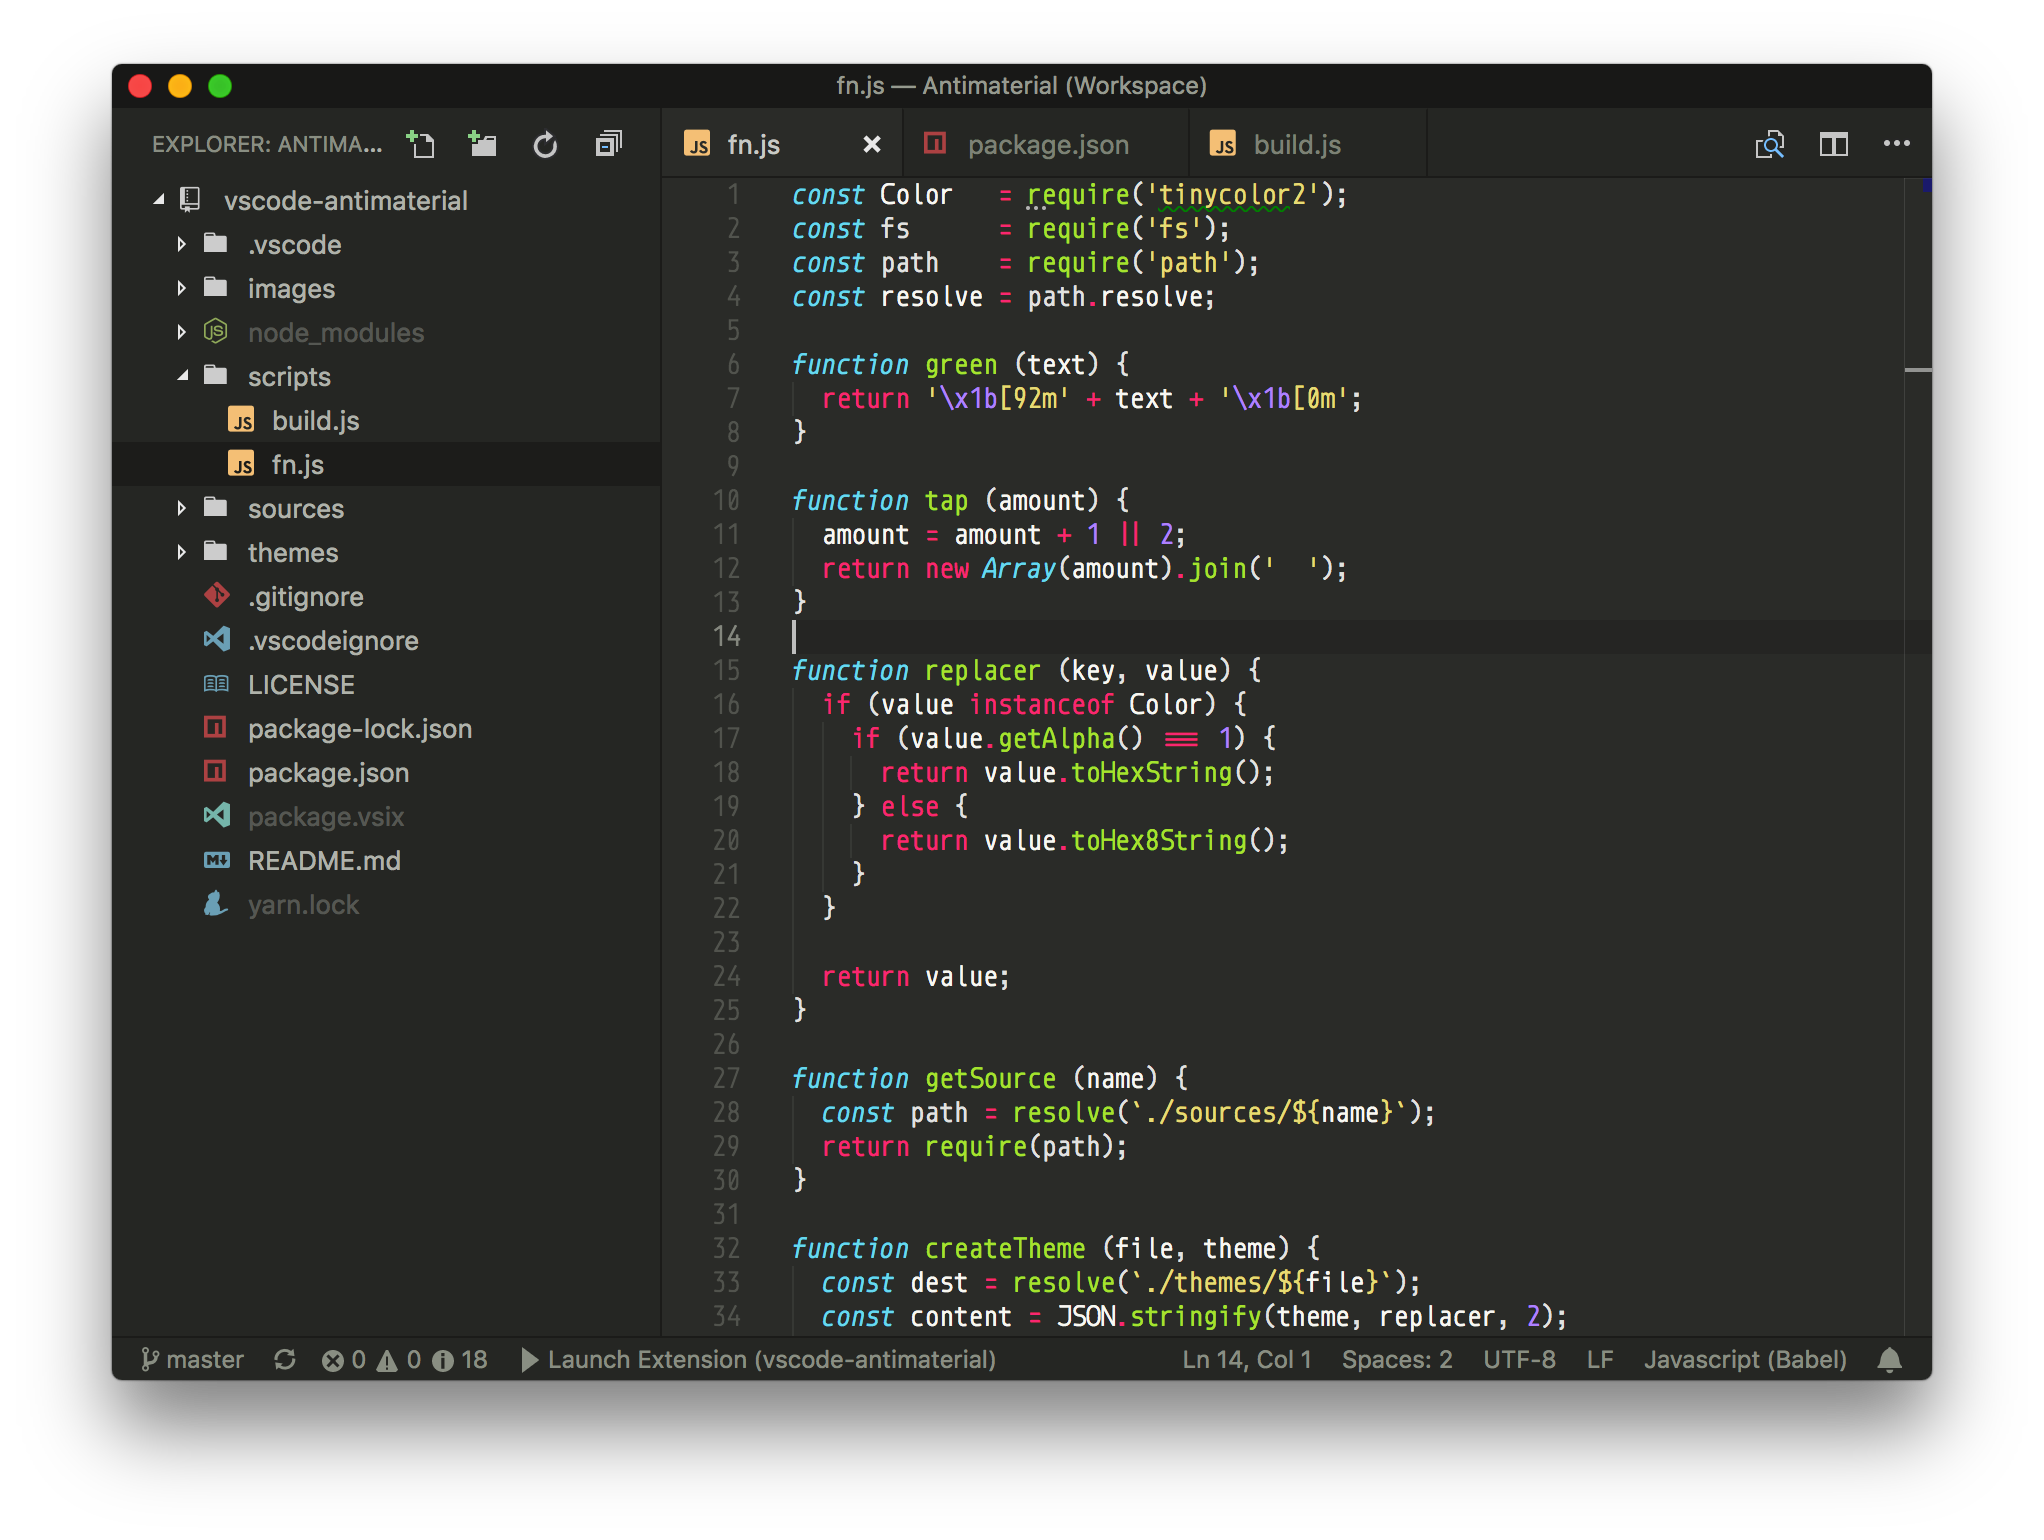 fn.js — Antimaterial (Workspace)
EXPLORER: ANTIMA...
fn.js
package.json
build.js
vscode-antimaterial
.vscode
images
node_modules
scripts
build.js
fn.js
sources
themes
.gitignore
.vscodeignore
LICENSE
package-lock.json
package.json
package.vsix
README.md
yarn.lock
1 const Color   = require('tinycolor2');
2 const fs      = require('fs');
3 const path    = require('path');
4 const resolve = path.resolve;
5
6 function green (text) {
7   return '\x1b[92m' + text + '\x1b[0m';
8 }
9
10 function tap (amount) {
11   amount = amount + 1 || 2;
12   return new Array(amount).join('  ');
13 }
14
15 function replacer (key, value) {
16   if (value instanceof Color) {
17     if (value.getAlpha() === 1) {
18       return value.toHexString();
19     } else {
20       return value.toHex8String();
21     }
22   }
23
24   return value;
25 }
26
27 function getSource (name) {
28   const path = resolve(`./sources/${name}`);
29   return require(path);
30 }
31
32 function createTheme (file, theme) {
33   const dest = resolve(`./themes/${file}`);
34   const content = JSON.stringify(theme, replacer, 2);
master 0 0 18 Launch Extension (vscode-antimaterial) Ln 14, Col 1 Spaces: 2 UTF-8 LF Javascript (Babel)